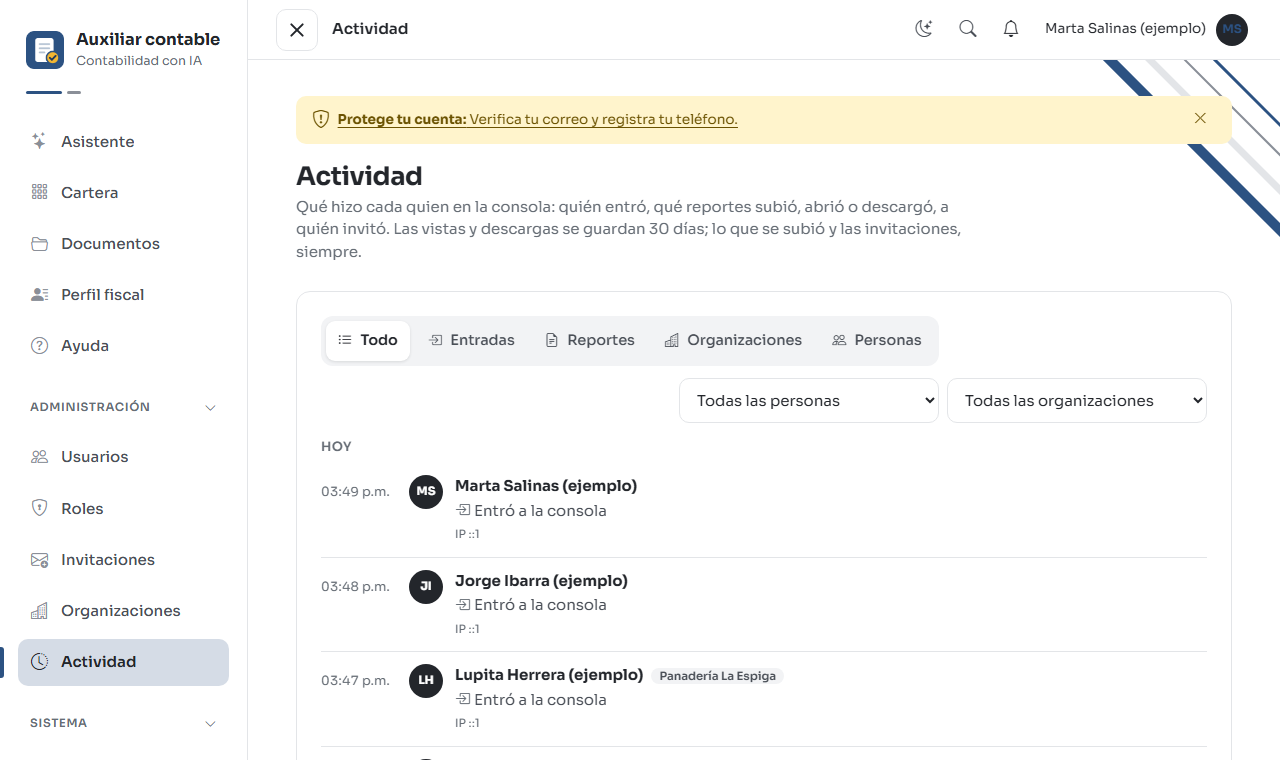 Auxiliar contable
Contabilidad con IA
Asistente
Cartera
Documentos
Perfil fiscal
Ayuda
ADMINISTRACIÓN
Usuarios
Roles
Invitaciones
Organizaciones
Actividad
SISTEMA
Actividad
Marta Salinas (ejemplo)
MS
Protege tu cuenta: Verifica tu correo y registra tu teléfono.
Actividad
Qué hizo cada quien en la consola: quién entró, qué reportes subió, abrió o descargó, a
quién invitó. Las vistas y descargas se guardan 30 días; lo que se subió y las invitaciones,
siempre.
Todo
Entradas
Reportes
Organizaciones
Personas
Todas las personas
Todas las organizaciones
HOY
03:49 p.m.
MS
Marta Salinas (ejemplo)
Entró a la consola
IP ::1
03:48 p.m.
JI
Jorge Ibarra (ejemplo)
Entró a la consola
IP ::1
03:47 p.m.
LH
Lupita Herrera (ejemplo)
Panadería La Espiga
Entró a la consola
IP ::1